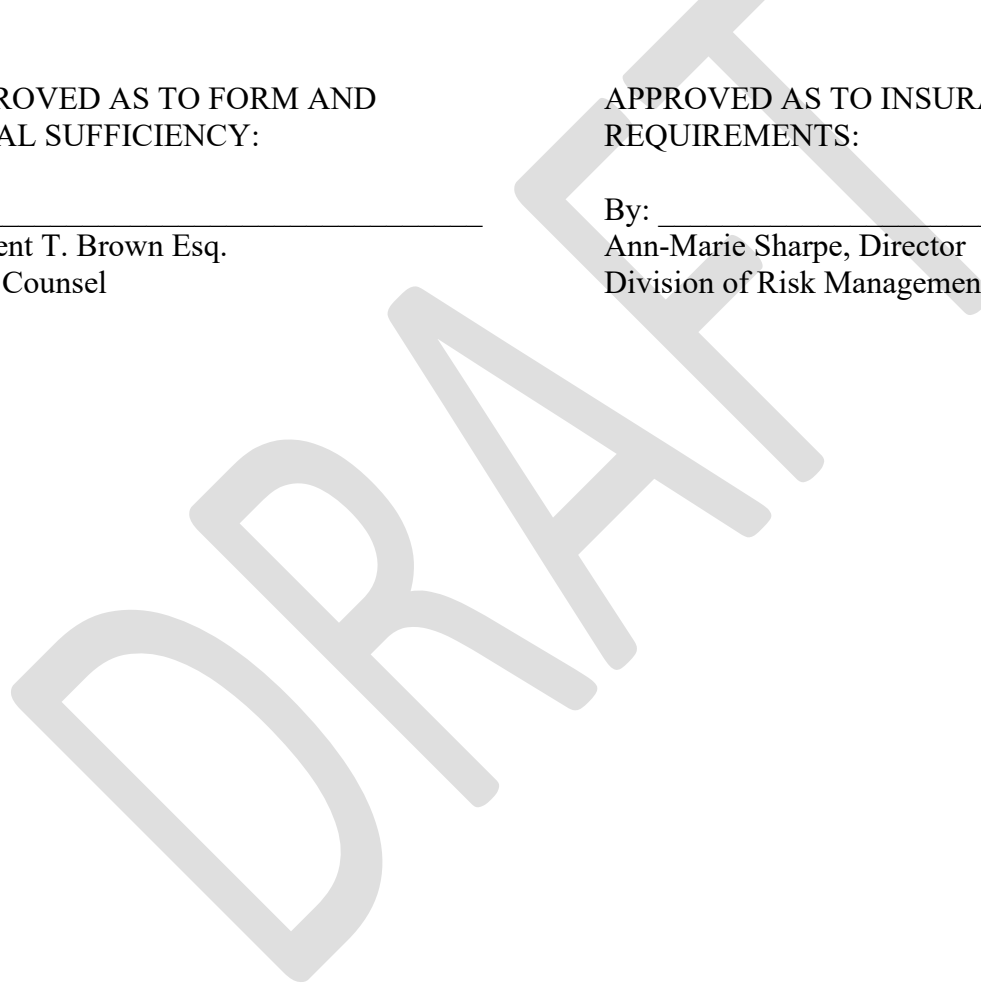 ROVED AS TO FORM AND
AL SUFFICIENCY:
ent T. Brown Esq.
Counsel
APPROVED AS TO INSURA
REQUIREMENTS:
By: ____________________
Ann-Marie Sharpe, Director
Division of Risk Managemen
DRAFT